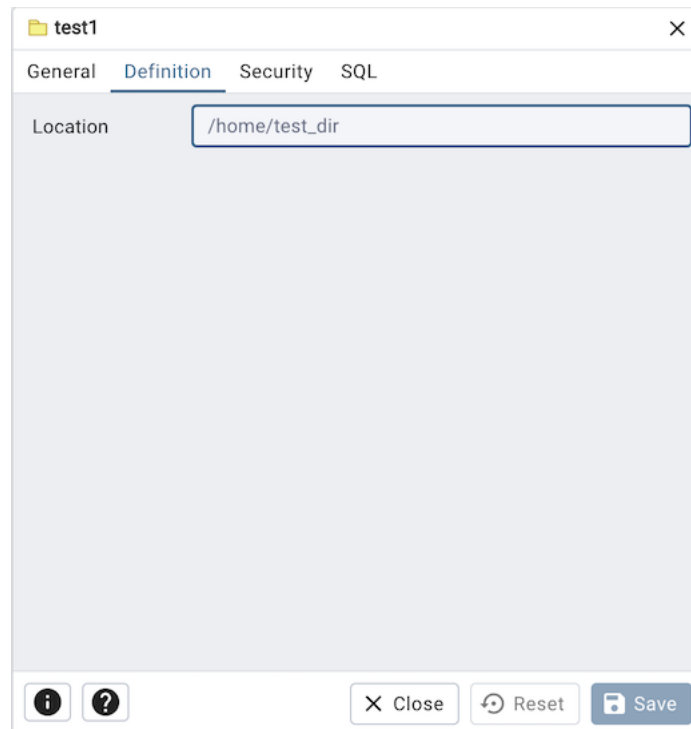 test1
General Definition Security SQL
Location /home/test_dir
Close Reset Save